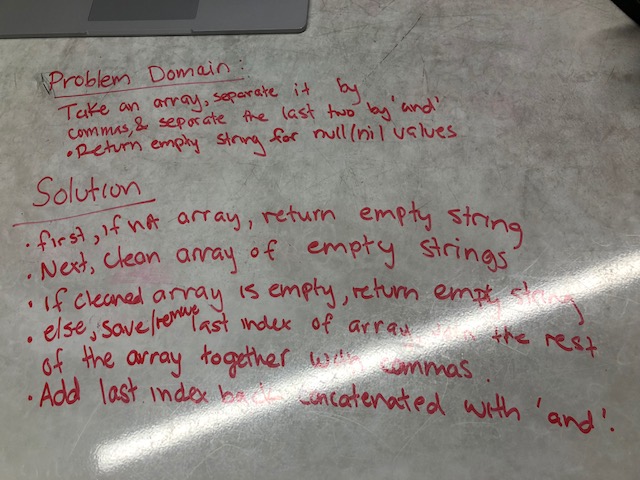 Problem Domain:
Take an array, separate it by
commas, & separate the last two by 'and'
• Return empty string for null/nil values
Solution
• first, if not array, return empty string
• Next, clean array of empty strings
• if cleaned array is empty, return empty string
• else, save/remove last index of array, the rest
of the array together with commas
• Add last index back concatenated with 'and'.